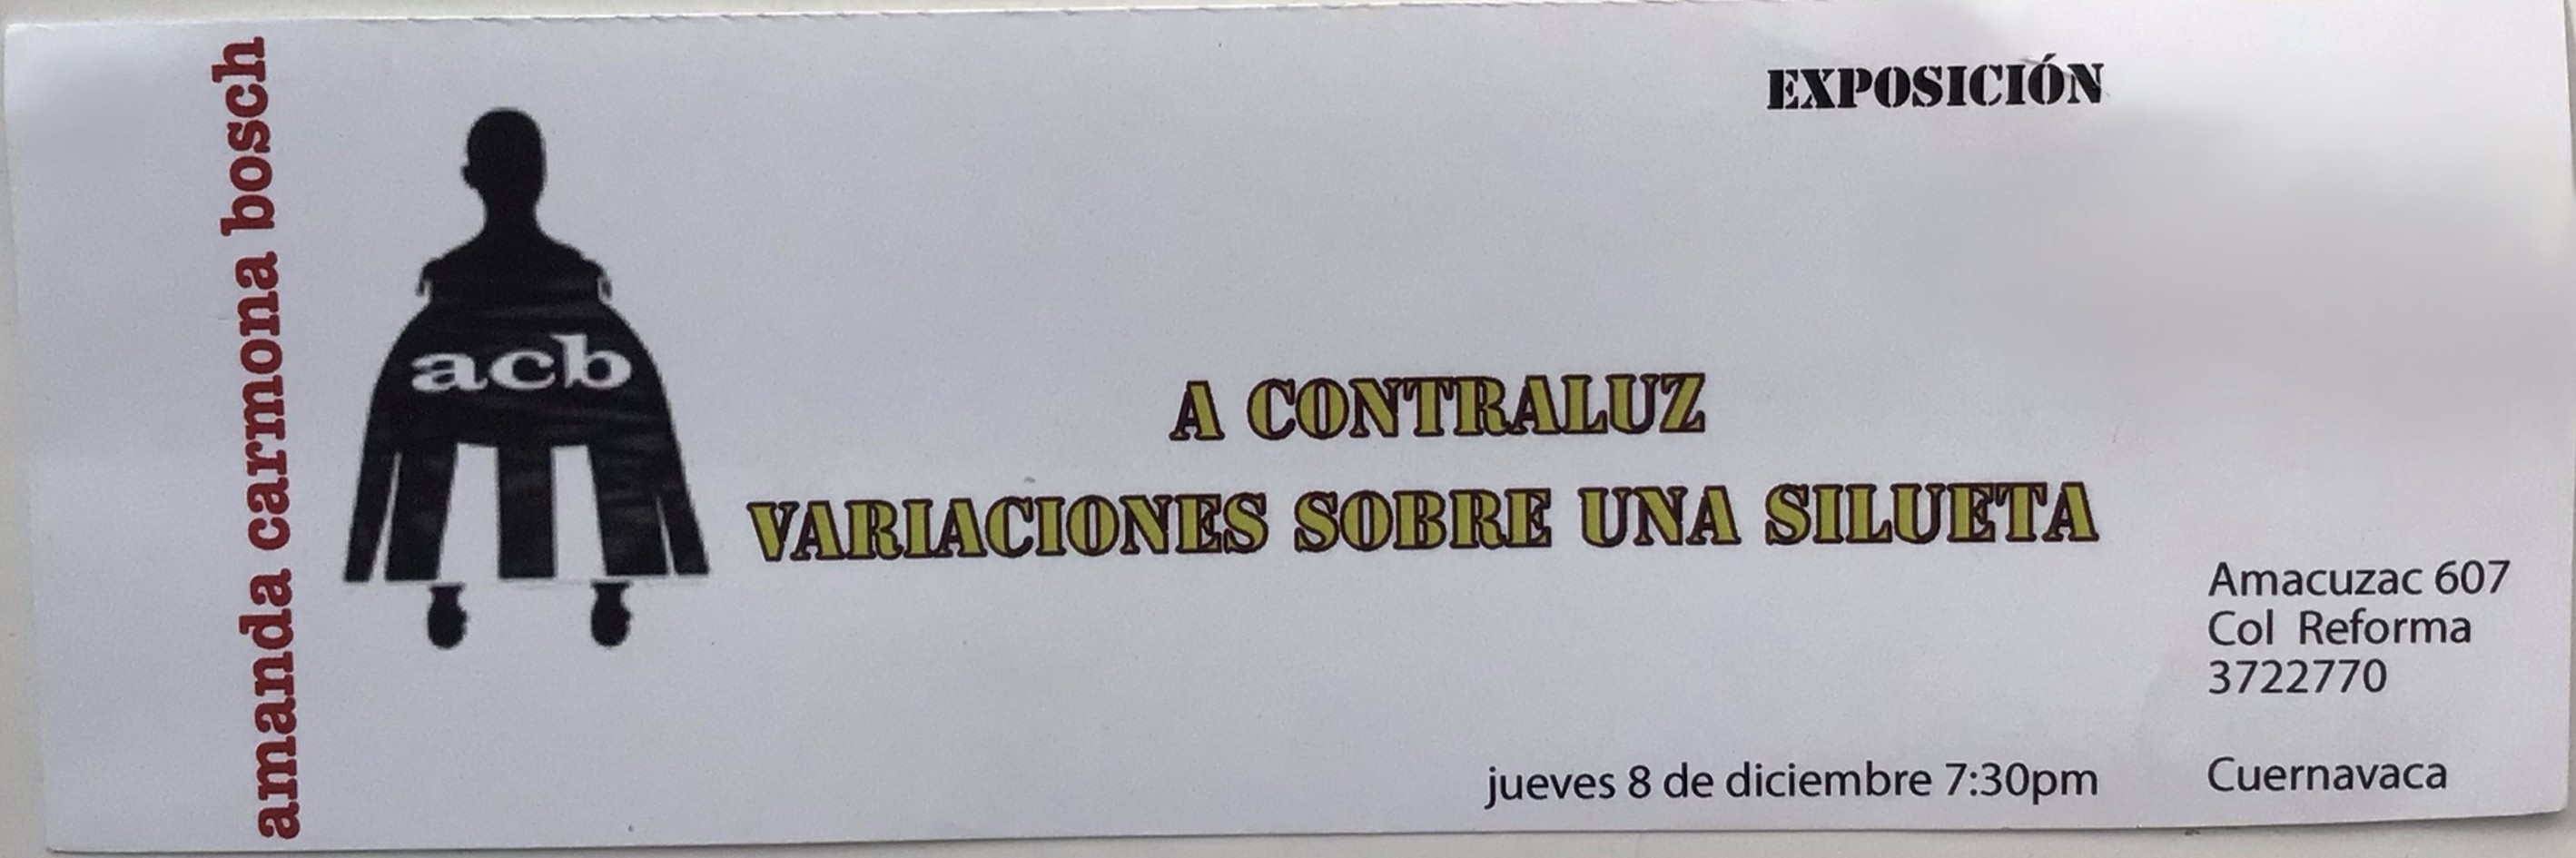 amanda carmona bosch
acb
EXPOSICIÓN
A CONTRALUZ
VARIACIONES SOBRE UNA SILUETA
Amacuzac 607
Col Reforma
3722770
jueves 8 de diciembre 7:30pm
Cuernavaca